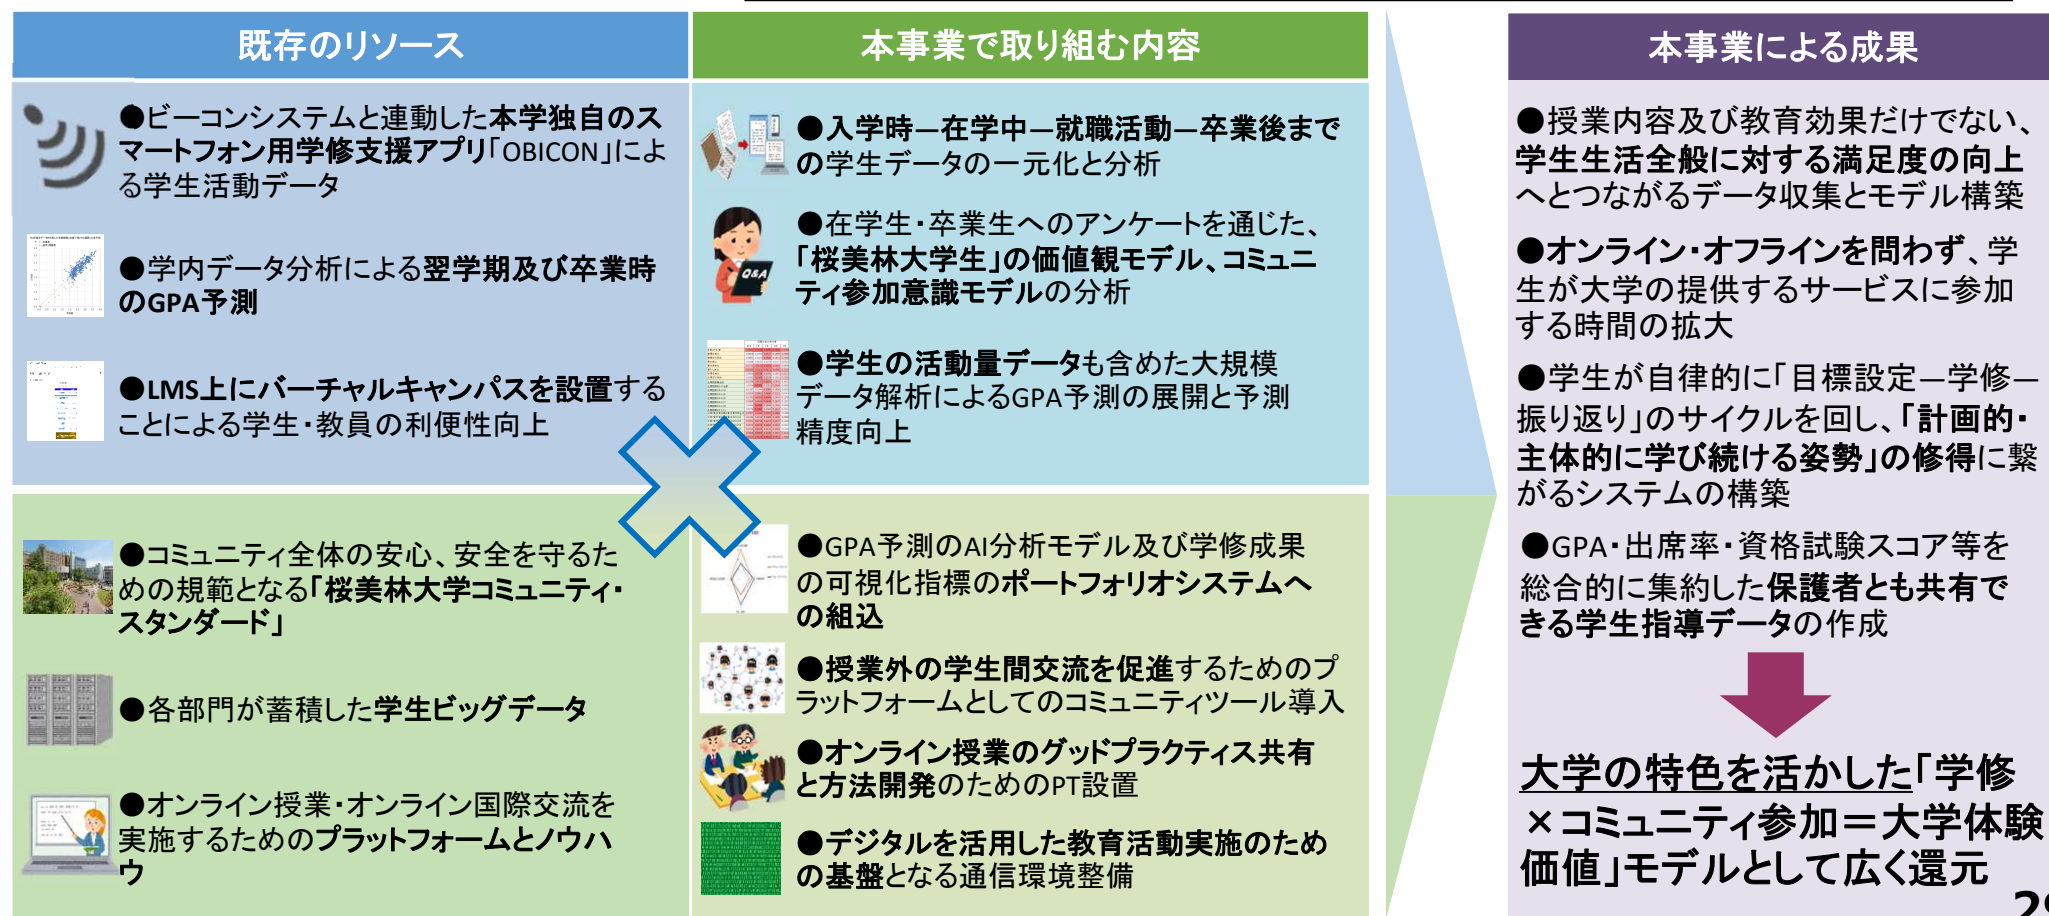 既存のリソース
●ビーコンシステムと連動した本学独自のス
マートフォン用学修支援アプリ「OBICON」によ
る学生活動データ
●学内データ分析による翌学期及び卒業時
のGPA予測
●LMS上にバーチャルキャンパスを設置する
ことによる学生・教員の利便性向上
●コミュニティ全体の安心、安全を守るた
めの規範となる「桜美林大学コミュニティ・
スタンダード」
●各部門が蓄積した学生ビッグデータ
●オンライン授業・オンライン国際交流を
実施するためのプラットフォームとノウハ
ウ
本事業で取り組む内容
●入学時―在学中―就職活動―卒業後まで
の学生データの一元化と分析
Q&A
●在学生・卒業生へのアンケートを通じた、
「桜美林大学生」の価値観モデル、コミュニ
ティ参加意識モデルの分析
●学生の活動量データも含めた大規模
データ解析によるGPA予測の展開と予測
精度向上
●GPA予測のAI分析モデル及び学修成果
の可視化指標のポートフォリオシステムへ
の組込
●授業外の学生間交流を促進するためのプ
ラットフォームとしてのコミュニティツール導入
●オンライン授業のグッドプラクティス共有
と方法開発のためのPT設置
●デジタルを活用した教育活動実施のため
の基盤となる通信環境整備
本事業による成果
●授業内容及び教育効果だけでない、
学生生活全般に対する満足度の向上
へとつながるデータ収集とモデル構築
●オンライン・オフラインを問わず、学
生が大学の提供するサービスに参加
する時間の拡大
●学生が自律的に「目標設定―学修―
振り返り」のサイクルを回し、「計画的・
主体的に学び続ける姿勢」の修得に繋
がるシステムの構築
●GPA・出席率・資格試験スコア等を
総合的に集約した保護者とも共有で
きる学生指導データの作成
大学の特色を活かした「学修
×コミュニティ参加＝大学体験
価値」モデルとして広く還元